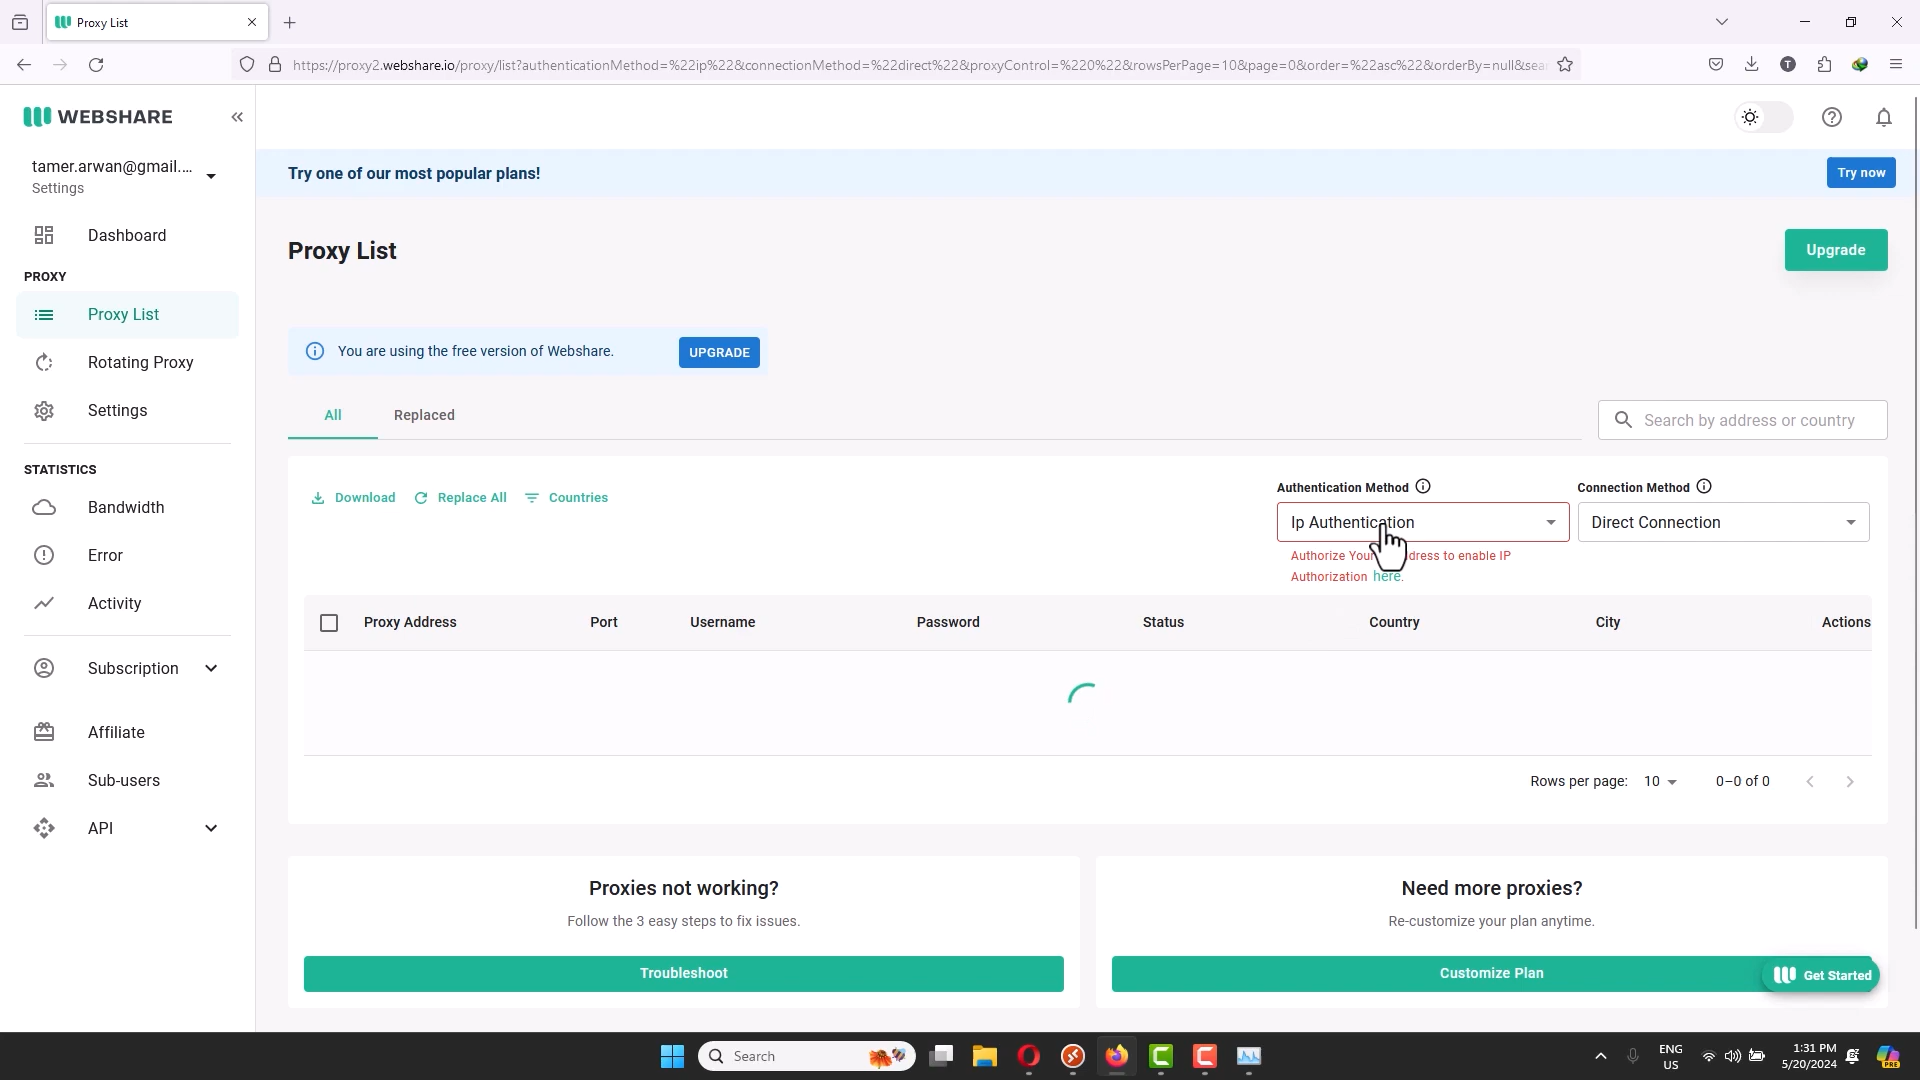 Proxy List
https://proxy2.webshare.io/proxy/list?authenticationMethod=%22ip%22&connectionMethod=%22direct%22&proxyControl=%220%22&rowsPerPage=10&page=0&order=%22asc%22&orderBy=null&sear
WEBSHARE
tamer.arwan@gmail....
Settings
Try one of our most popular plans!
Try now
Dashboard
PROXY
Proxy List
Rotating Proxy
Settings
STATISTICS
Bandwidth
Error
Activity
Subscription
Affiliate
Sub-users
API
Proxy List
Upgrade
You are using the free version of Webshare.
UPGRADE
All
Replaced
Search by address or country
Download
Replace All
Countries
Authentication Method
Connection Method
Ip Authentication
Direct Connection
Authorize Your dress to enable IP
Authorization here.
Proxy Address
Port
Username
Password
Status
Country
City
Actions
Rows per page:
10
0–0 of 0
Proxies not working?
Follow the 3 easy steps to fix issues.
Troubleshoot
Need more proxies?
Re-customize your plan anytime.
Customize Plan
Get Started
Search
ENG
US
1:31 PM
5/20/2024
PRE